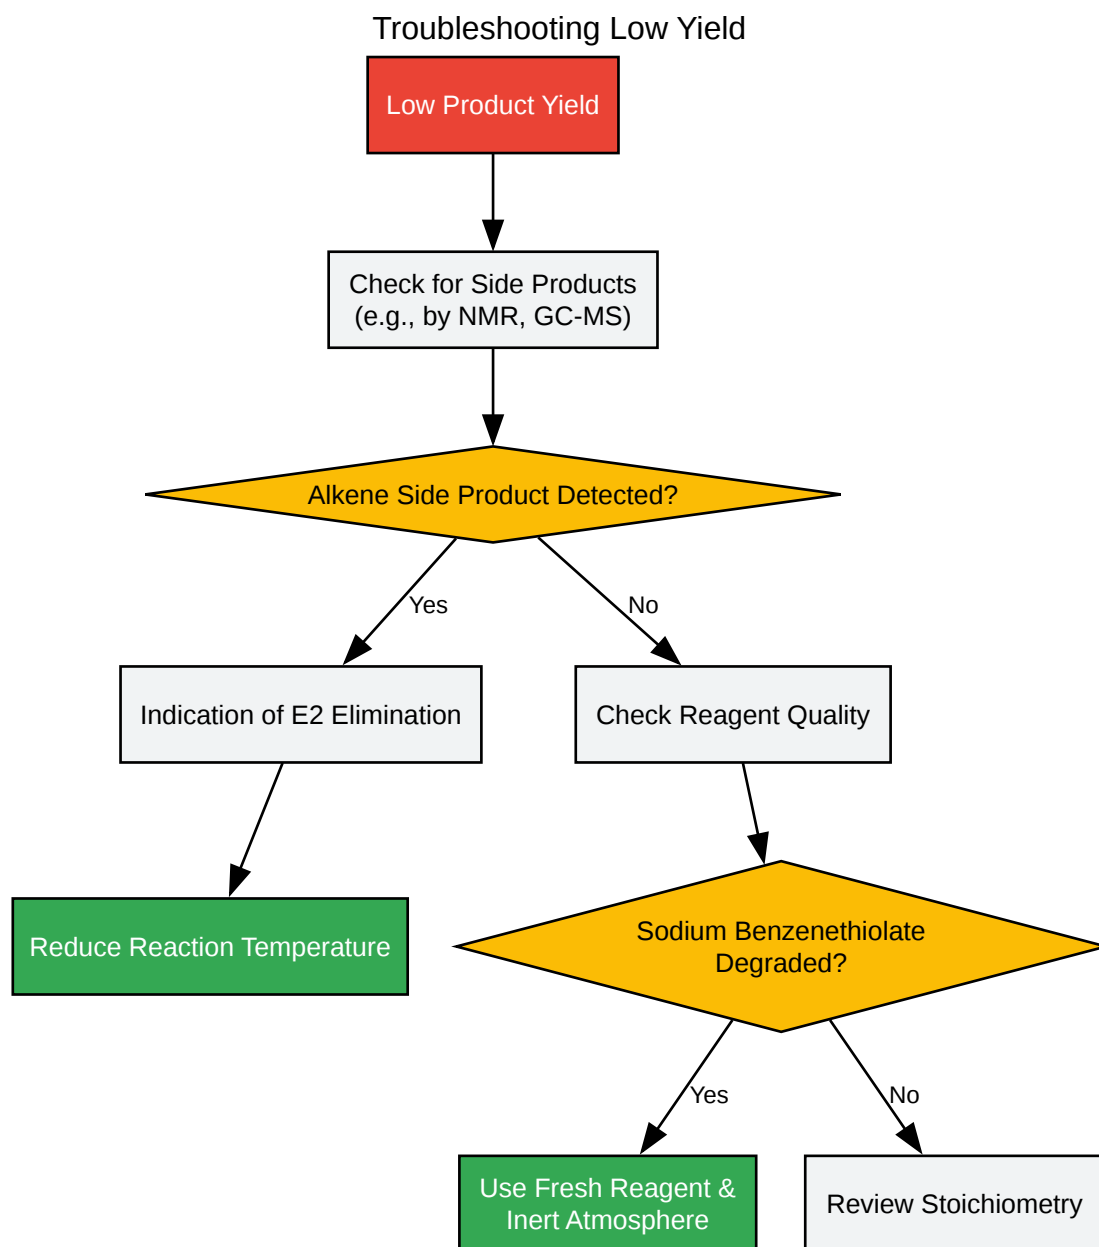 Troubleshooting Low Yield
Low Product Yield
Check for Side Products
(e.g., by NMR, GC-MS)
Alkene Side Product Detected?
Yes
No
Indication of E2 Elimination
Check Reagent Quality
Reduce Reaction Temperature
Sodium Benzenethiolate
Degraded?
Yes
No
Use Fresh Reagent &
Inert Atmosphere
Review Stoichiometry